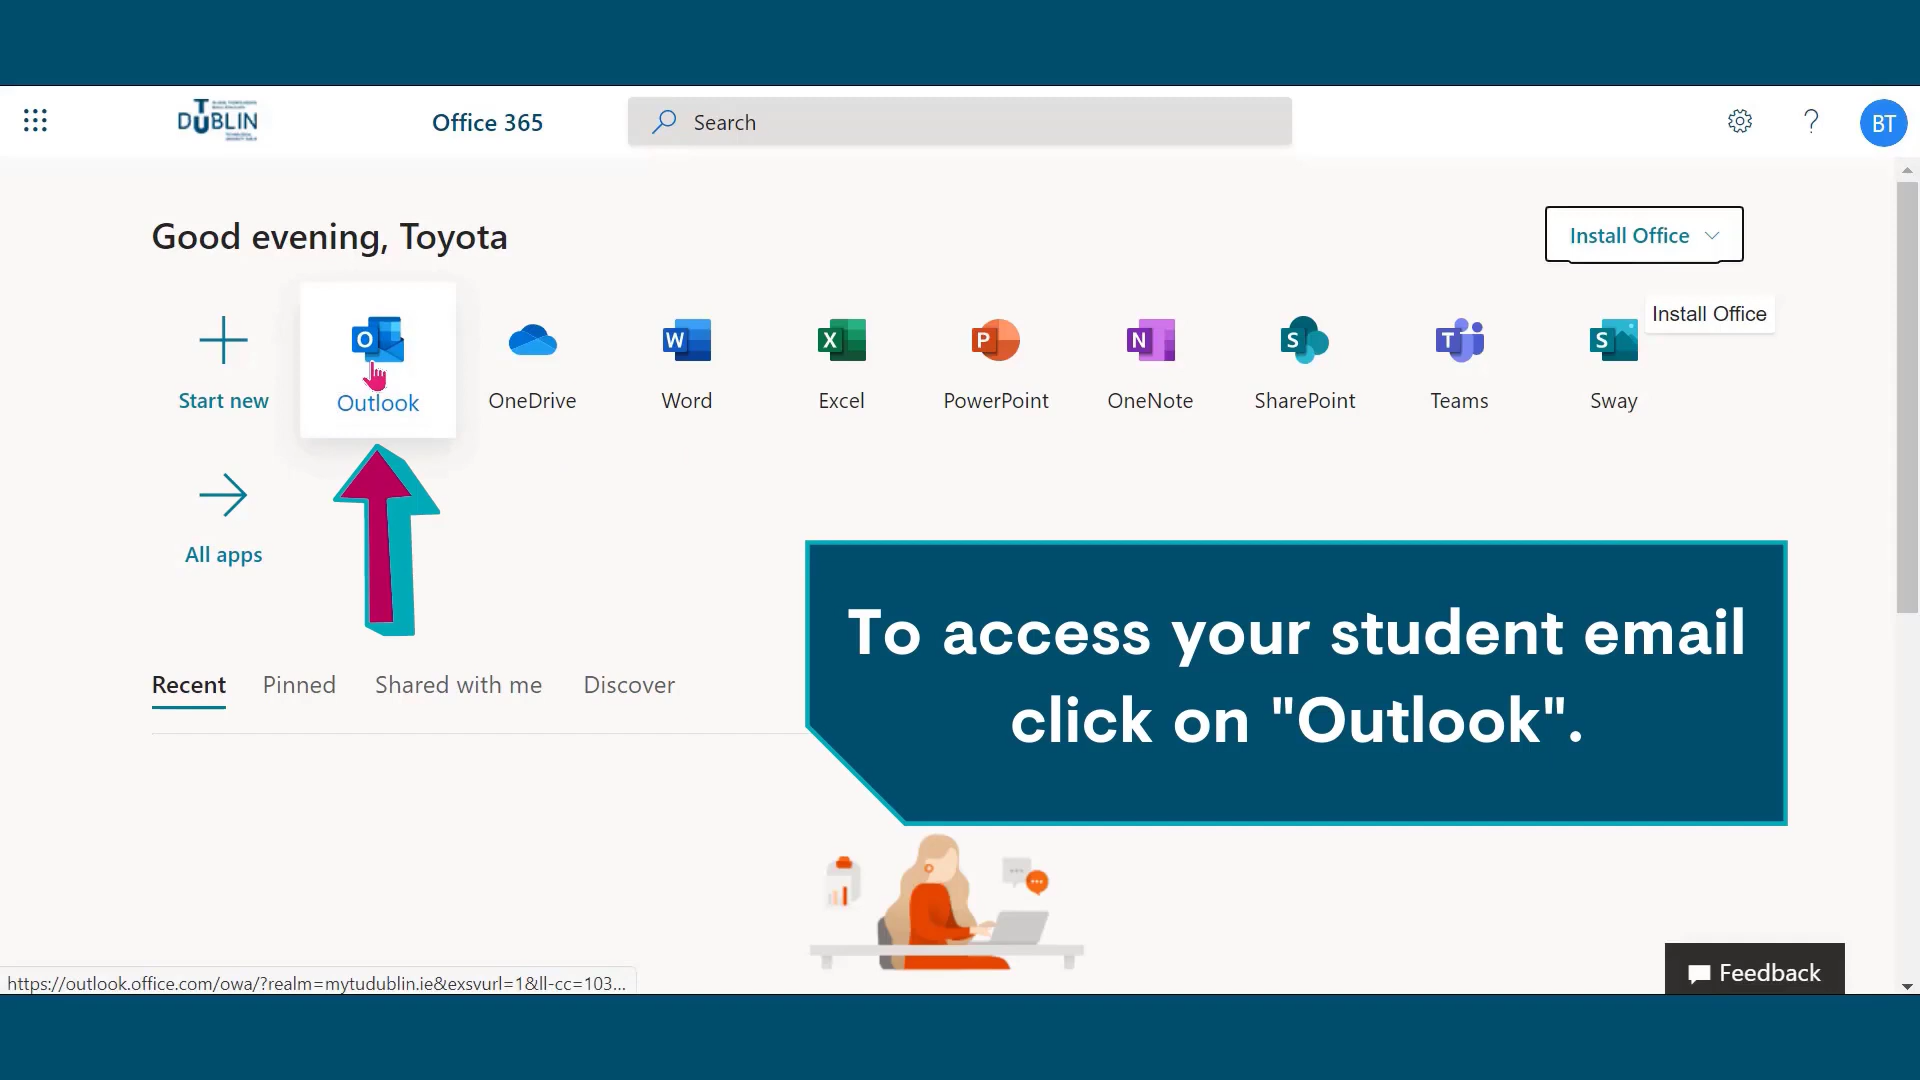 TU DUBLIN
Office 365
Search
?
BT
Good evening, Toyota
Install Office
Install Office
Start new
Outlook
OneDrive
Word
Excel
PowerPoint
OneNote
SharePoint
Teams
Sway
All apps
To access your student email
click on "Outlook".
Recent
Pinned
Shared with me
Discover
https://outlook.office.com/owa/?realm=mytudublin.ie&exsvurl=1&ll-cc=103...
Feedback